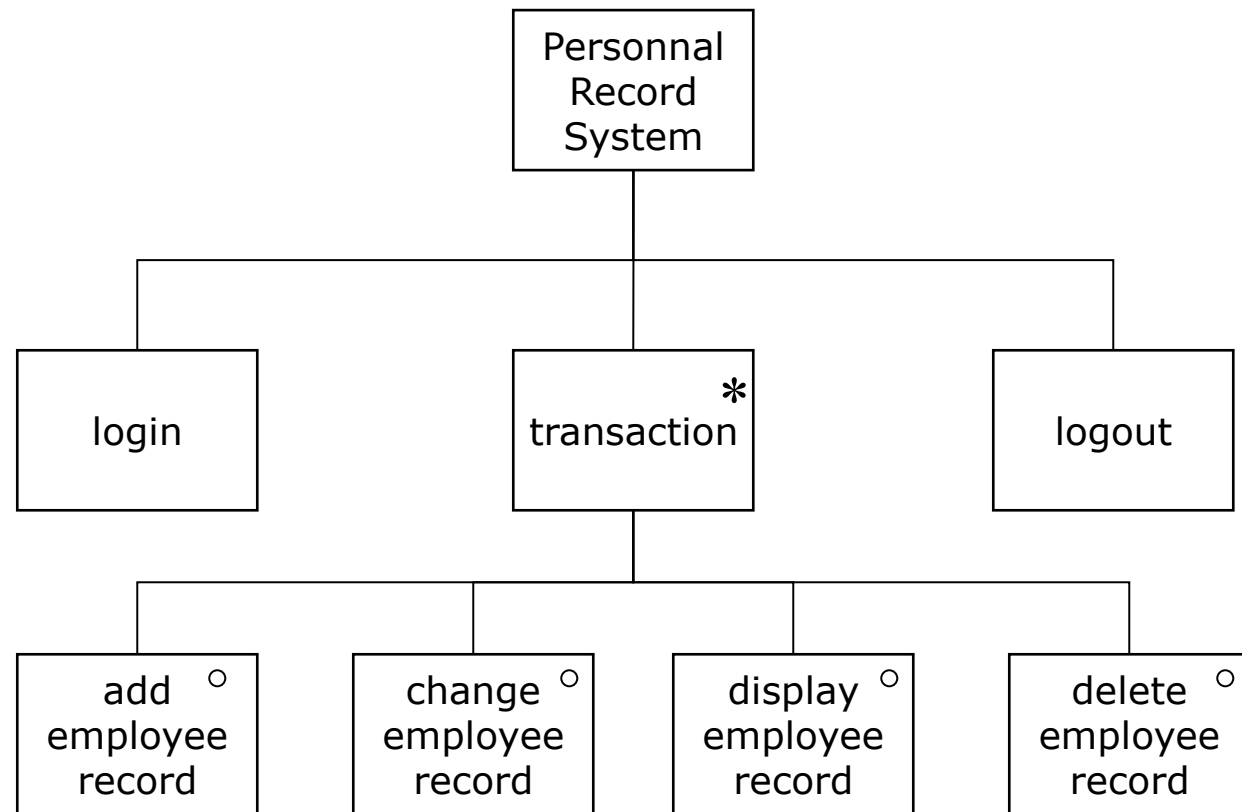 Personnal
Record
System
login
transaction *
logout
add
employee
record
change
employee
record
display
employee
record
delete
employee
record